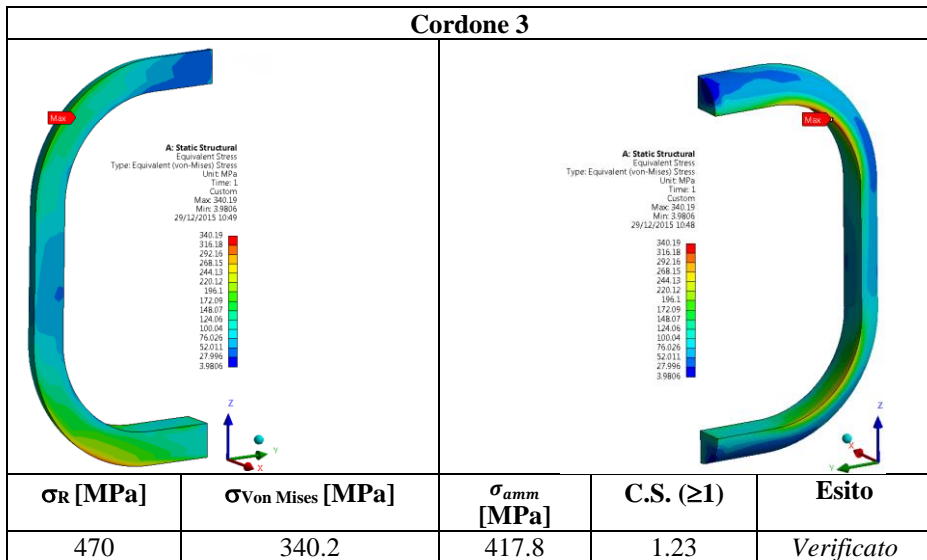 Cordone 3
Max
A: Static Structural
Equivalent Stress
Type: Equivalent (von-Mises) Stress
Unit: MPa
Time: 1
Custom
Max: 340.19
Min: 3.9806
29/12/2015 10:49
340.19
316.18
292.16
268.15
244.13
220.12
196.1
172.09
148.07
124.06
100.04
76.026
52.011
27.996
3.9806
Z
Y
X
Max
A: Static Structural
Equivalent Stress
Type: Equivalent (von-Mises) Stress
Unit: MPa
Time: 1
Custom
Max: 340.19
Min: 3.9806
29/12/2015 10:48
340.19
316.18
292.16
268.15
244.13
220.12
196.1
172.09
148.07
124.06
100.04
76.026
52.011
27.996
3.9806
Z
X
Y
σR [MPa] σVon Mises [MPa] σamm [MPa] C.S. (≥1) Esito
470 340.2 417.8 1.23 Verificato